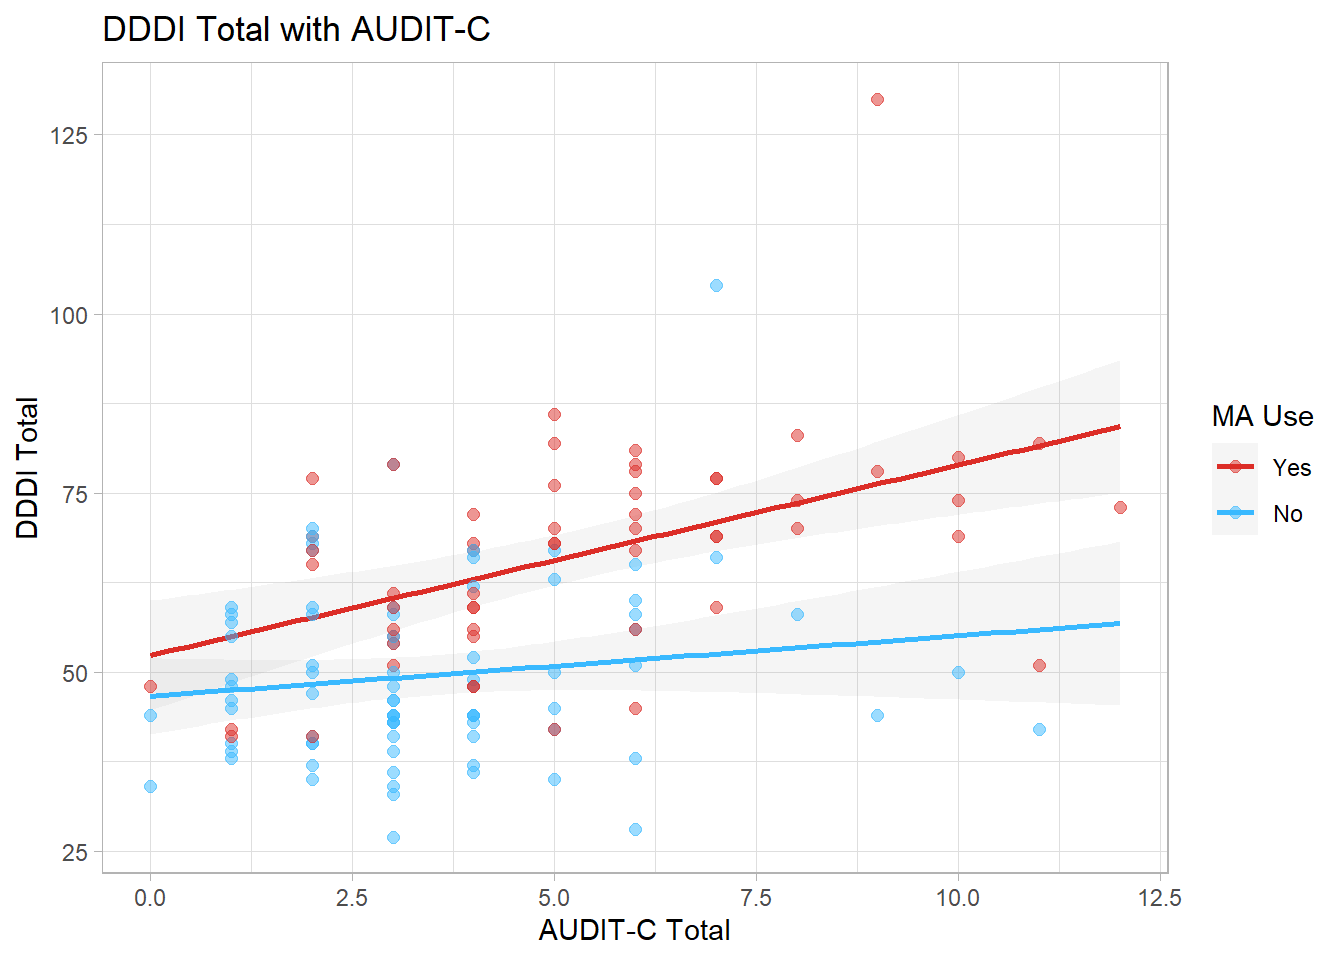 DDDI Total with AUDIT-C
DDDI Total
125
100
75
50
25
0.0 2.5 5.0 7.5 10.0 12.5
AUDIT-C Total
MA Use
Yes
No